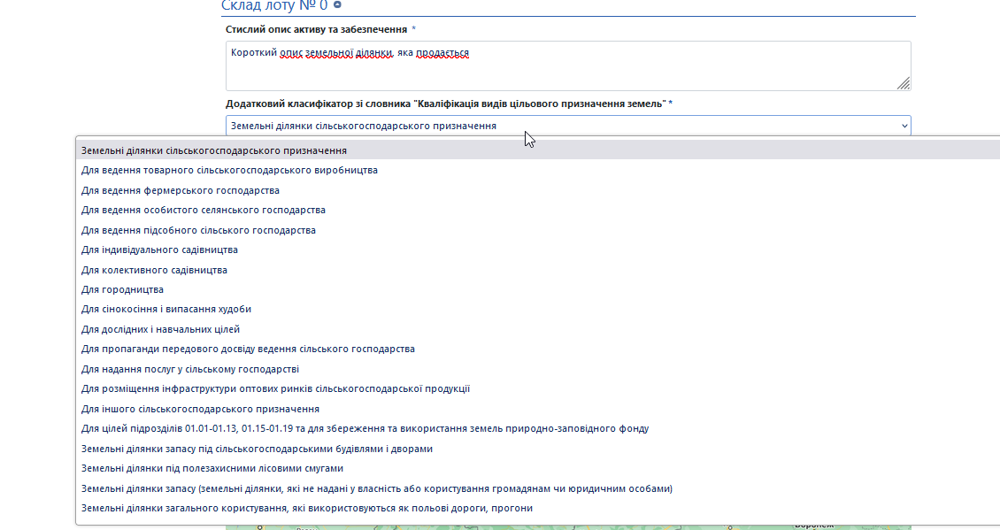 Склад лоту № 0
Стислий опис активу та забезпечення *
Короткий опис земельної ділянки, яка продається
Додатковий класифікатор зі словника "Кваліфікація видів цільового призначення земель" *
Земельні ділянки сільськогосподарського призначення
Земельні ділянки сільськогосподарського призначення
Для ведення товарного сільськогосподарського виробництва
Для ведення фермерського господарства
Для ведення особистого селянського господарства
Для ведення підсобного сільського господарства
Для індивідуального садівництва
Для колективного садівництва
Для городництва
Для сінокосіння і випасання худоби
Для дослідних і навчальних цілей
Для пропаганди передового досвіду ведення сільського господарства
Для надання послуг у сільському господарстві
Для розміщення інфраструктури оптових ринків сільськогосподарської продукції
Для іншого сільськогосподарського призначення
Для цілей підрозділів 01.01-01.13, 01.15-01.19 та для збереження та використання земель природно-заповідного фонду
Земельні ділянки запасу під сільськогосподарськими будівлями і дворами
Земельні ділянки під полезахисними лісовими смугами
Земельні ділянки запасу (земельні ділянки, які не надані у власність або користування громадянам чи юридичним особами)
Земельні ділянки загального користування, які використовуються як польові дороги, прогони